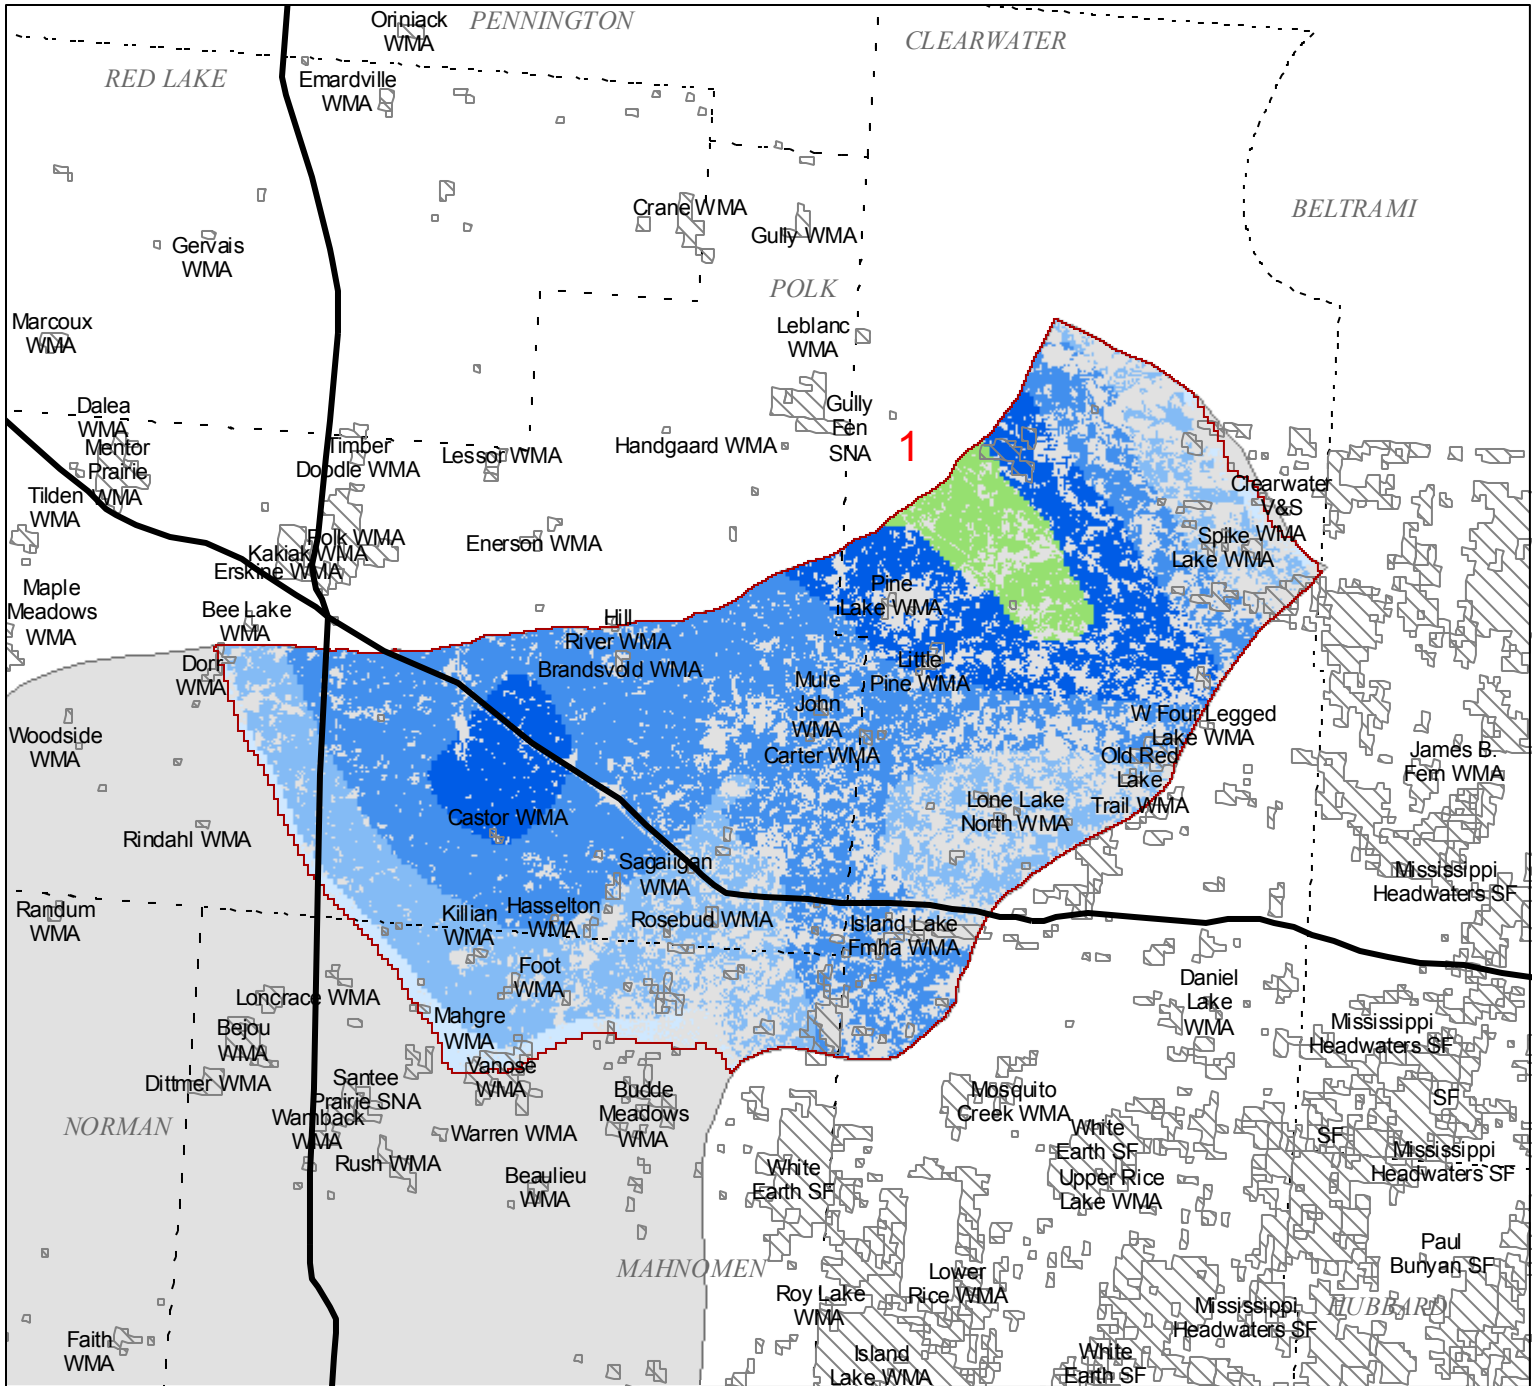 Oriniack
WMA
PENNINGTON
CLEARWATER
RED LAKE
Emardville
WMA
Crane WMA
Gully WMA
BELTRAMI
Gervais
WMA
POLK
Marcoux
WMA
Leblanc
WMA
Dalea
WMA
Mentor
Prairie
WMA
Tilden
WMA
Timber
Doodle WMA
Lessor WMA
Handgaard WMA
Gully
Fen
SNA
1
Clearwater
V&S
WMA
Spike
Lake WMA
Polk WMA
Kakiak WMA
Erskine WMA
Enerson WMA
Maple
Meadows
WMA
Bee Lake
WMA
Pine
Lake WMA
Hill
River WMA
Brandsvold WMA
Dorr
WMA
Little
Pine WMA
Mule
John
WMA
Carter WMA
W Four Legged
Lake WMA
Old Red
Lake
Trail WMA
Woodside
WMA
James B.
Fern WMA
Castor WMA
Lone Lake
North WMA
Rindahl WMA
Sagaiigan
WMA
Mississippi
Headwaters SF
Randum
WMA
Killian
WMA
Hasselton
WMA
Rosebud WMA
Island Lake
Fmha WMA
Foot
WMA
Daniel
Lake
WMA
Loncrace WMA
Mahgre
WMA
Bejou
WMA
Mississippi
Headwaters SF
Vanose
WMA
Dittmer WMA
Santee
Prairie SNA
Budde
Meadows
WMA
Mosquito
Creek WMA
SF
NORMAN
Wamback
WMA
Warren WMA
White
Earth SF
SF
Rush WMA
Mississippi
Headwaters SF
Beaulieu
WMA
White
Earth SF
Upper Rice
Lake WMA
MAHNOMEN
Paul
Bunyan SF
Lower
Rice WMA
Roy Lake
WMA
Mississippi
Headwaters SF
HUBBARD
Faith
WMA
Island
Lake WMA
White
Earth SF